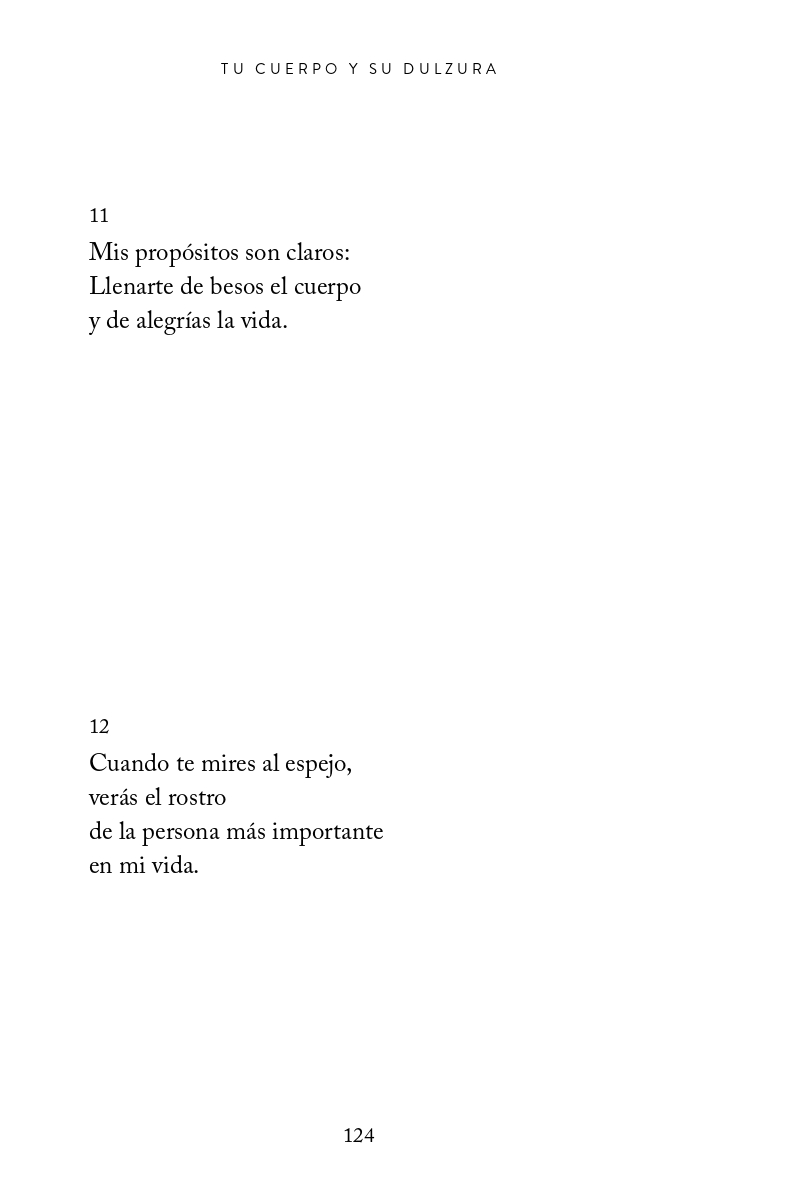 TU CUERPO Y SU DULZURA
11
Mis propósitos son claros:
Llenarte de besos el cuerpo
y de alegrías la vida.
12
Cuando te mires al espejo,
verás el rostro
de la persona más importante
en mi vida.
124